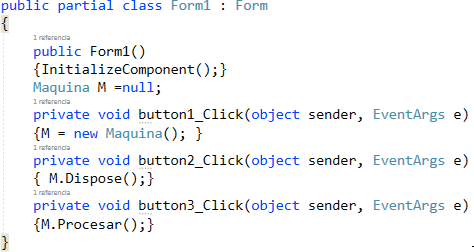 public partial class Form1 : Form
{
1 referencia
public Form1()
{InitializeComponent();}
Maquina M =null;
1 referencia
private void button1_Click(object sender, EventArgs e)
{M = new Maquina(); }
1 referencia
private void button2_Click(object sender, EventArgs e)
{ M.Dispose();}
1 referencia
private void button3_Click(object sender, EventArgs e)
{M.Procesar();}
} .